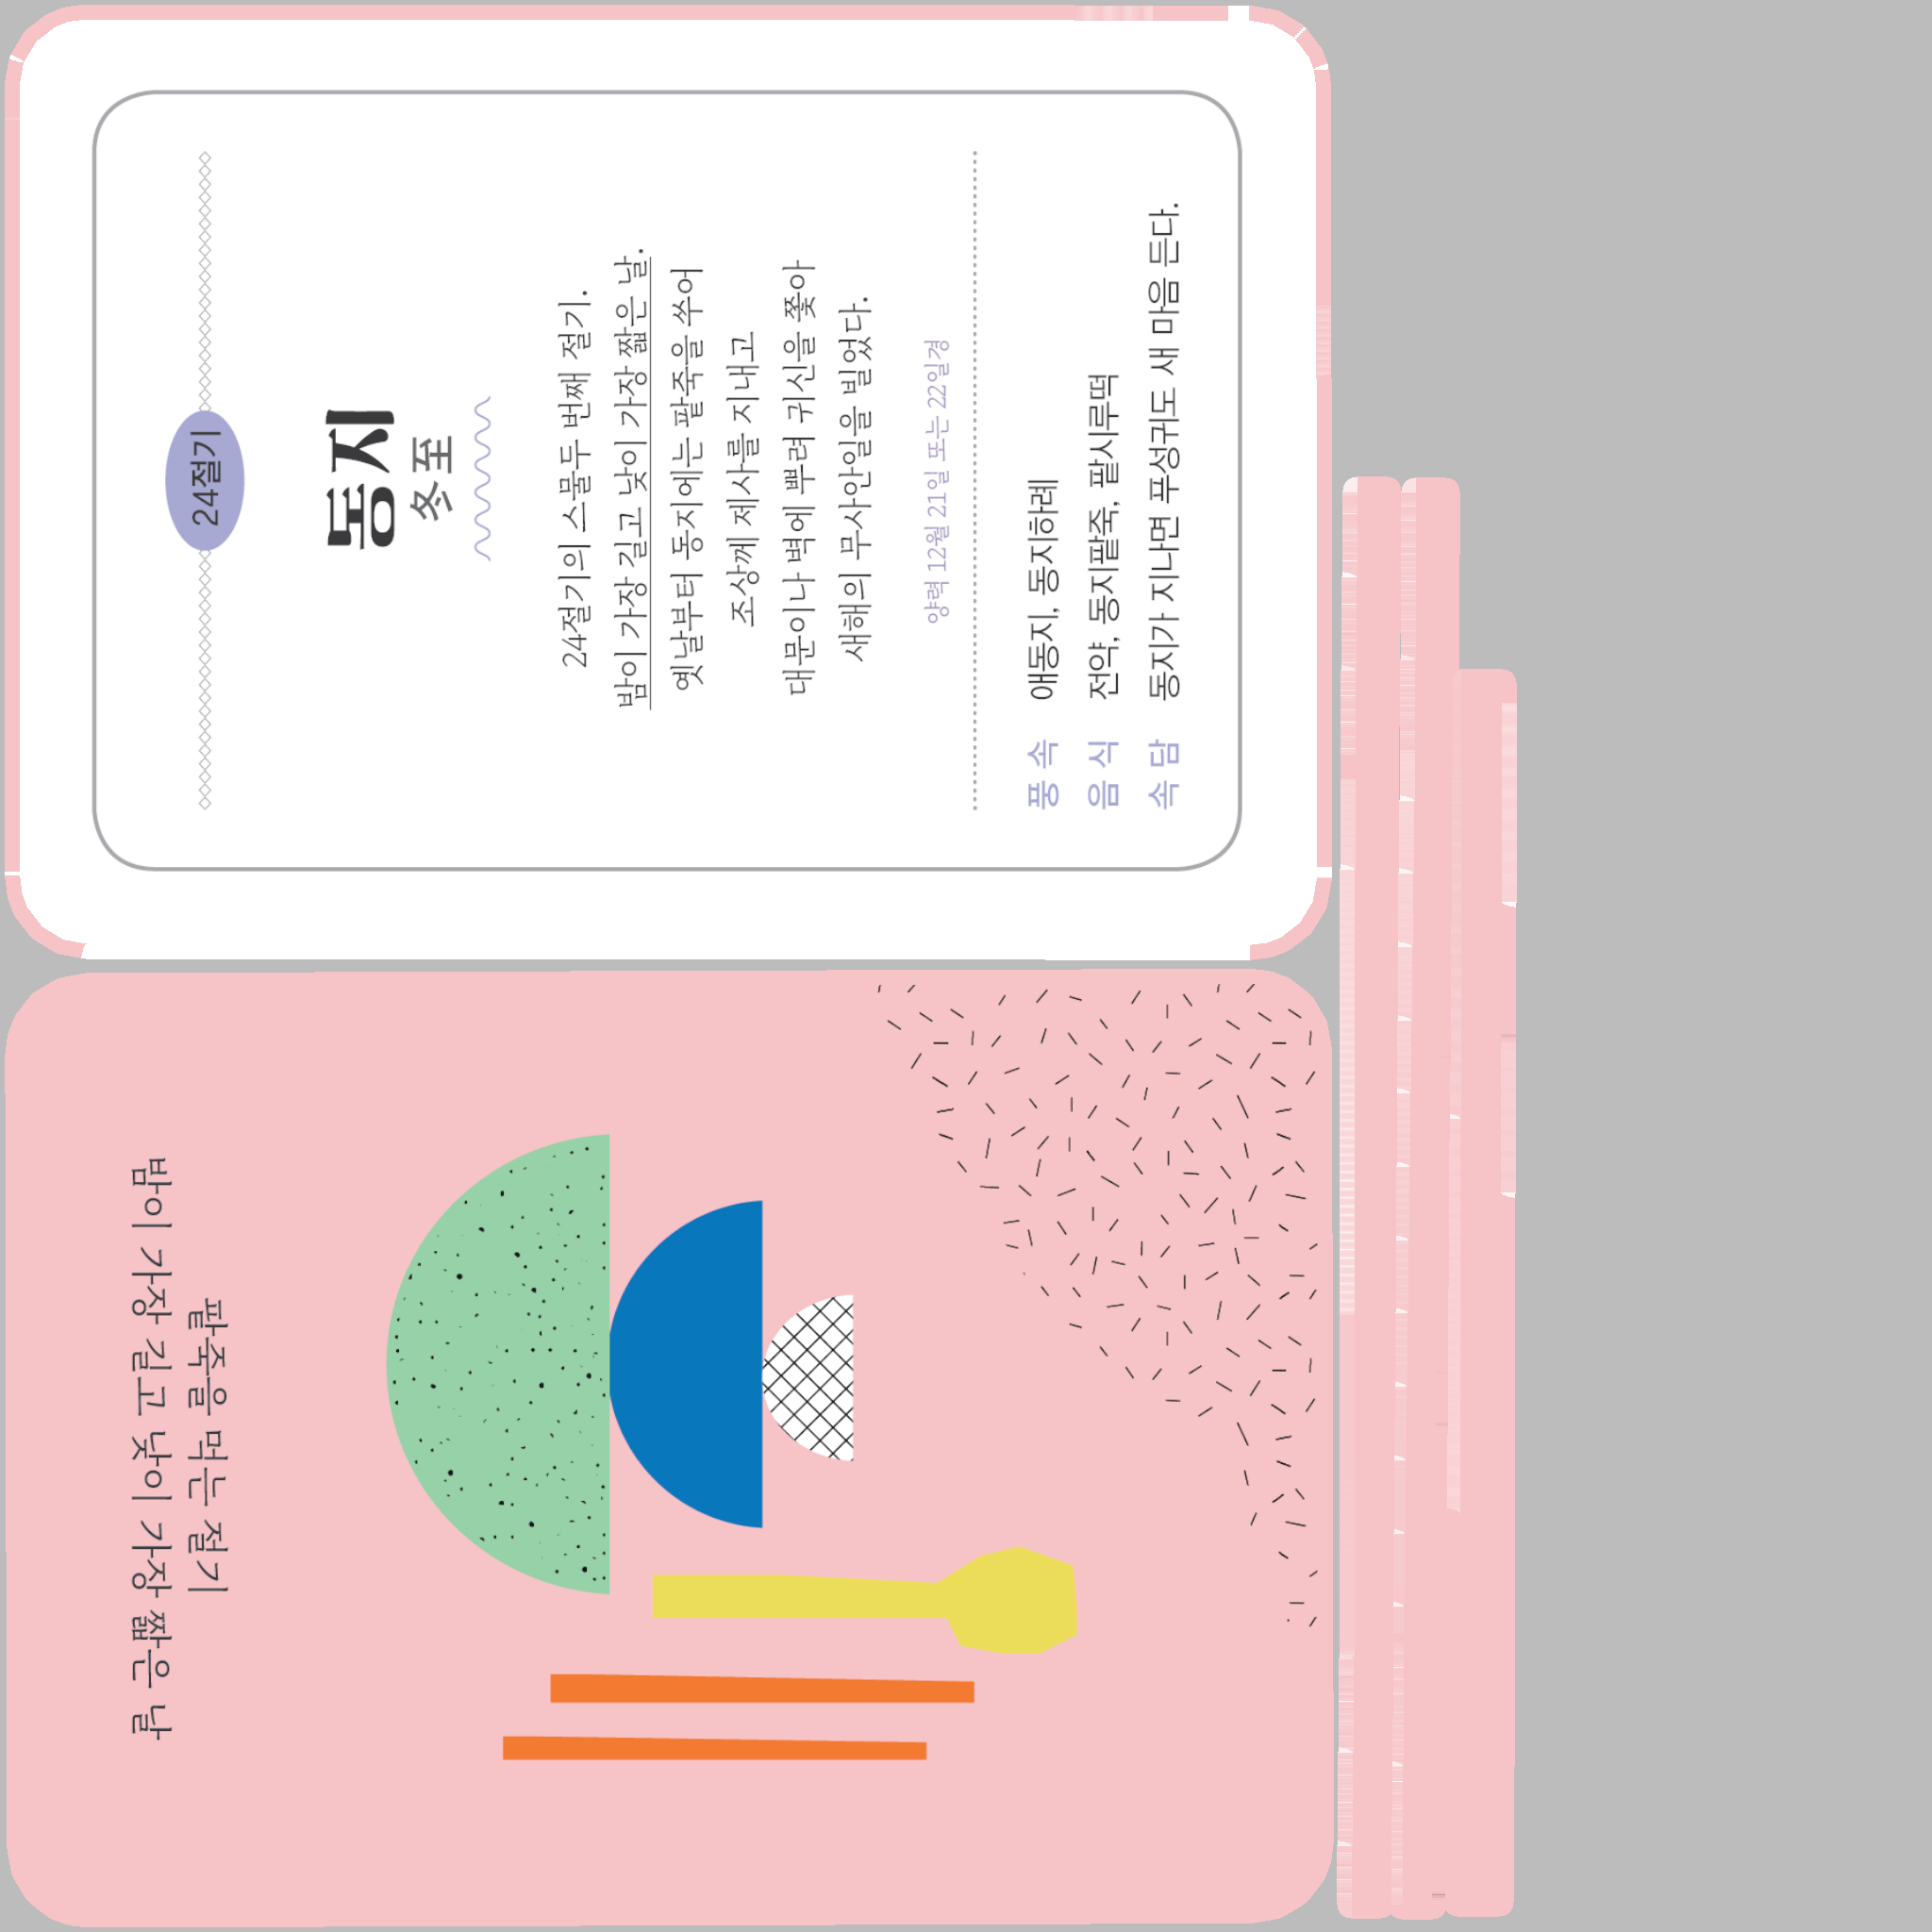 24절기
동지
冬至
24절기의 스물두 번째 절기.
밤이 가장 길고 낮이 가장 짧은 날.
옛날부터 동지에는 팥죽을 쑤어
조상께 제사를 지내고
대문이나 벽에 뿌려 귀신을 쫓아
새해의 무사안일을 빌었다.
양력 12월 21일 또는 22일경
풍속 애동지, 동지하례
음식 전약, 동지팥죽, 팥시루떡
속담 동지가 지나면 푸성귀도 새 마음 든다.
팥죽을 먹는 절기
밤이 가장 길고 낮이 가장 짧은 날